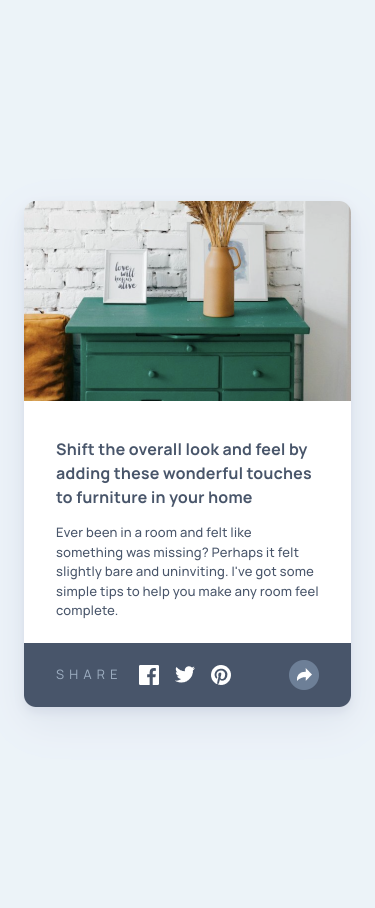 love
will
keep us
alive
Shift the overall look and feel by
adding these wonderful touches
to furniture in your home
Ever been in a room and felt like
something was missing? Perhaps it felt
slightly bare and uninviting. I've got some
simple tips to help you make any room feel
complete.
SHARE